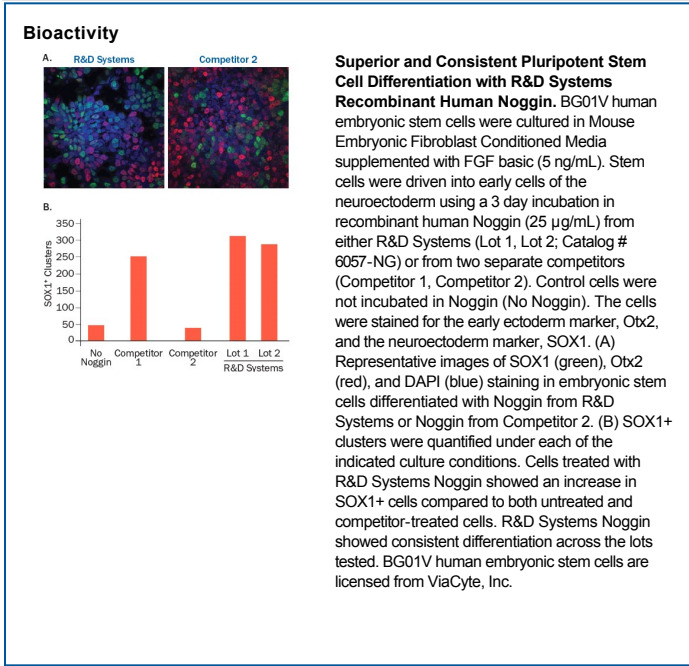 Bioactivity
A.
R&D Systems
Competitor 2
B.
SOX1⁺ Clusters
350
300
250
200
150
100
50
0
No Noggin
Competitor 1
Competitor 2
Lot 1
Lot 2
R&D Systems
Superior and Consistent Pluripotent Stem
Cell Differentiation with R&D Systems
Recombinant Human Noggin. BG01V human
embryonic stem cells were cultured in Mouse
Embryonic Fibroblast Conditioned Media
supplemented with FGF basic (5 ng/mL). Stem
cells were driven into early cells of the
neuroectoderm using a 3 day incubation in
recombinant human Noggin (25 µg/mL) from
either R&D Systems (Lot 1, Lot 2; Catalog #
6057-NG) or from two separate competitors
(Competitor 1, Competitor 2). Control cells were
not incubated in Noggin (No Noggin). The cells
were stained for the early ectoderm marker, Otx2,
and the neuroectoderm marker, SOX1. (A)
Representative images of SOX1 (green), Otx2
(red), and DAPI (blue) staining in embryonic stem
cells differentiated with Noggin from R&D
Systems or Noggin from Competitor 2. (B) SOX1+
clusters were quantified under each of the
indicated culture conditions. Cells treated with
R&D Systems Noggin showed an increase in
SOX1+ cells compared to both untreated and
competitor-treated cells. R&D Systems Noggin
showed consistent differentiation across the lots
tested. BG01V human embryonic stem cells are
licensed from ViaCyte, Inc.